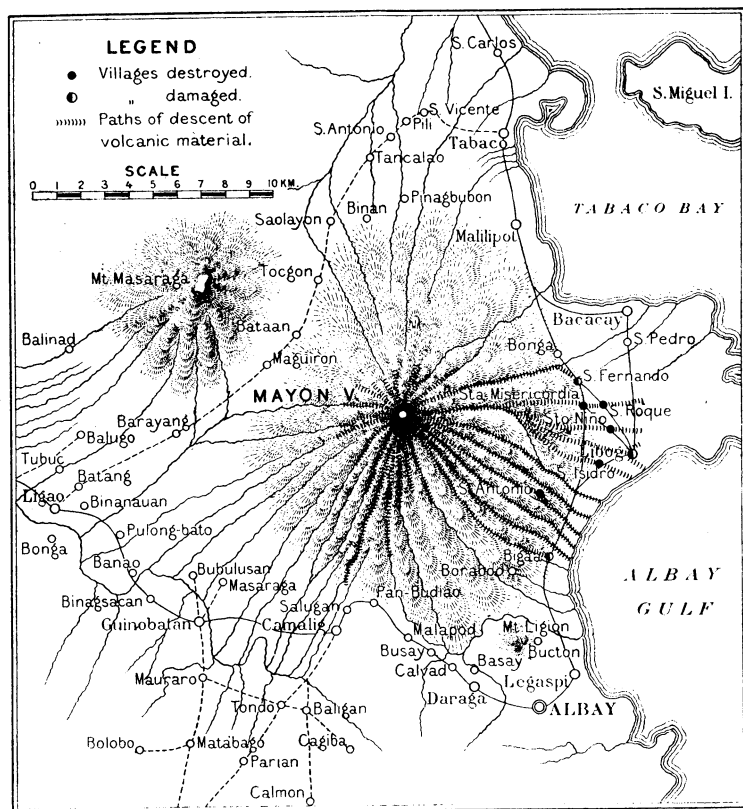 LEGEND
Villages destroyed.
" damaged.
Paths of descent of
volcanic material.
SCALE
0 1 2 3 4 5 6 7 8 9 10 KM.
S. Carlos
S. Miguel I.
S. Vicente
Pili
S. Antonio
Tabaco
Tancalao
Pinagbubon
Binan
TABACO BAY
Saolayon
Malilipot
Mt. Masaraga
Tocgon
Bacacay
Bataan
S. Pedro
Balinad
Bonga
Maguiron
S. Fernando
MAYON V.
Sta. Misericordia
S. Roque
Sto. Nino
Barayang
Balugo
Libog
Tubuc
S. Isidro
Batang
S. Antonio
Ligao
Binanauan
Pulong-bato
Bonga
Bigaa
Banao
Bubulusan
Borabod
ALBAY
GULF
Masaraga
Binagsacan
Pan-Budiao
Salugan
Guinobatan
Camalig
Malapod
Mt. Ligion
Busay
Bucton
Calvad
Basay
Legaspi
Mauraro
Daraga
Tondo
Baligan
ALBAY
Bolobo
Matabago
Cagiba
Parian
Calmon